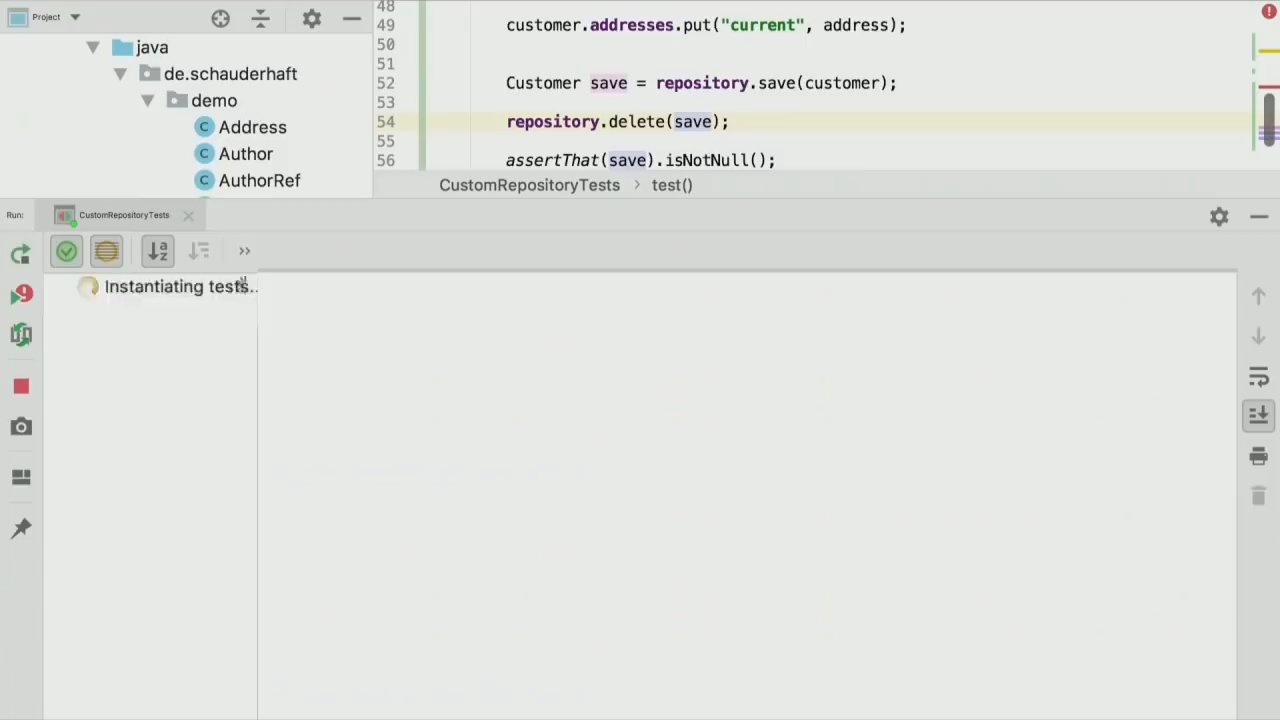 Project
java
de.schauderhaft
demo
Address
Author
AuthorRef
48
49 customer.addresses.put("current", address);
50
51
52 Customer save = repository.save(customer);
53
54 repository.delete(save);
55
56 assertThat(save).isNotNull();
CustomRepositoryTests > test()
Run: CustomRepositoryTests
Instantiating tests...